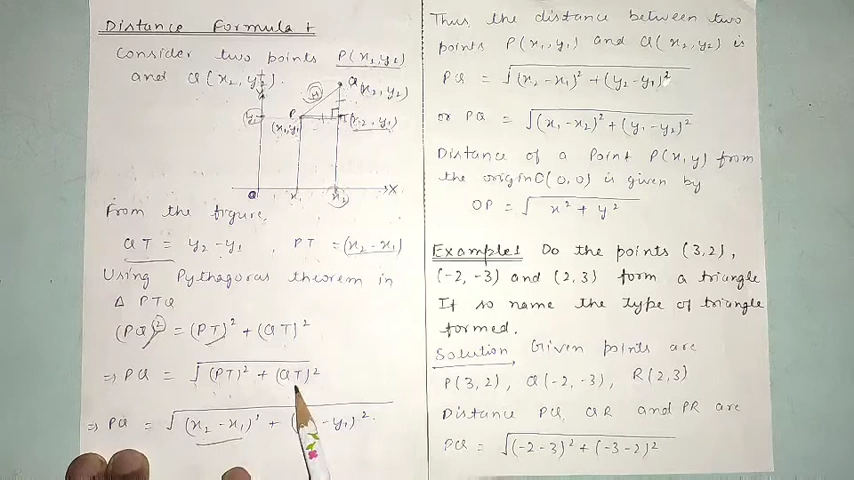 Distance Formula
Consider two points P(x₂,y₂)
and Q(x₂,y₂).
Q(x₂,y₂)
P
(x₁,y₁)
T(x₂,y₁)
X
x₁
x₂
From the figure,
QT = y₂-y₁ , PT = (x₂-x₁)
Using Pythagoras theorem in
Δ PTQ
(PQ)² = (PT)² + (QT)²
⇒ PQ = √(PT)² + (QT)²
⇒ PQ = √(x₂-x₁)² + ( -y₁)².
Thus, the distance between two
points P(x₁,y₁) and Q(x₂,y₂) is
PQ = √(x₂-x₁)² + (y₂-y₁)²
or PQ = √(x₁-x₂)² + (y₁-y₂)²
Distance of a Point P(x,y) from
the origin O(0,0) is given by
OP = √x² + y²
Example1 Do the points (3,2),
(-2,-3) and (2,3) form a triangle
If so name the type of triangle
formed.
Solution Given points are
P(3,2), Q(-2,-3), R(2,3)
Distance PQ, QR and PR are
PQ = √(-2-3)² + (-3-2)²